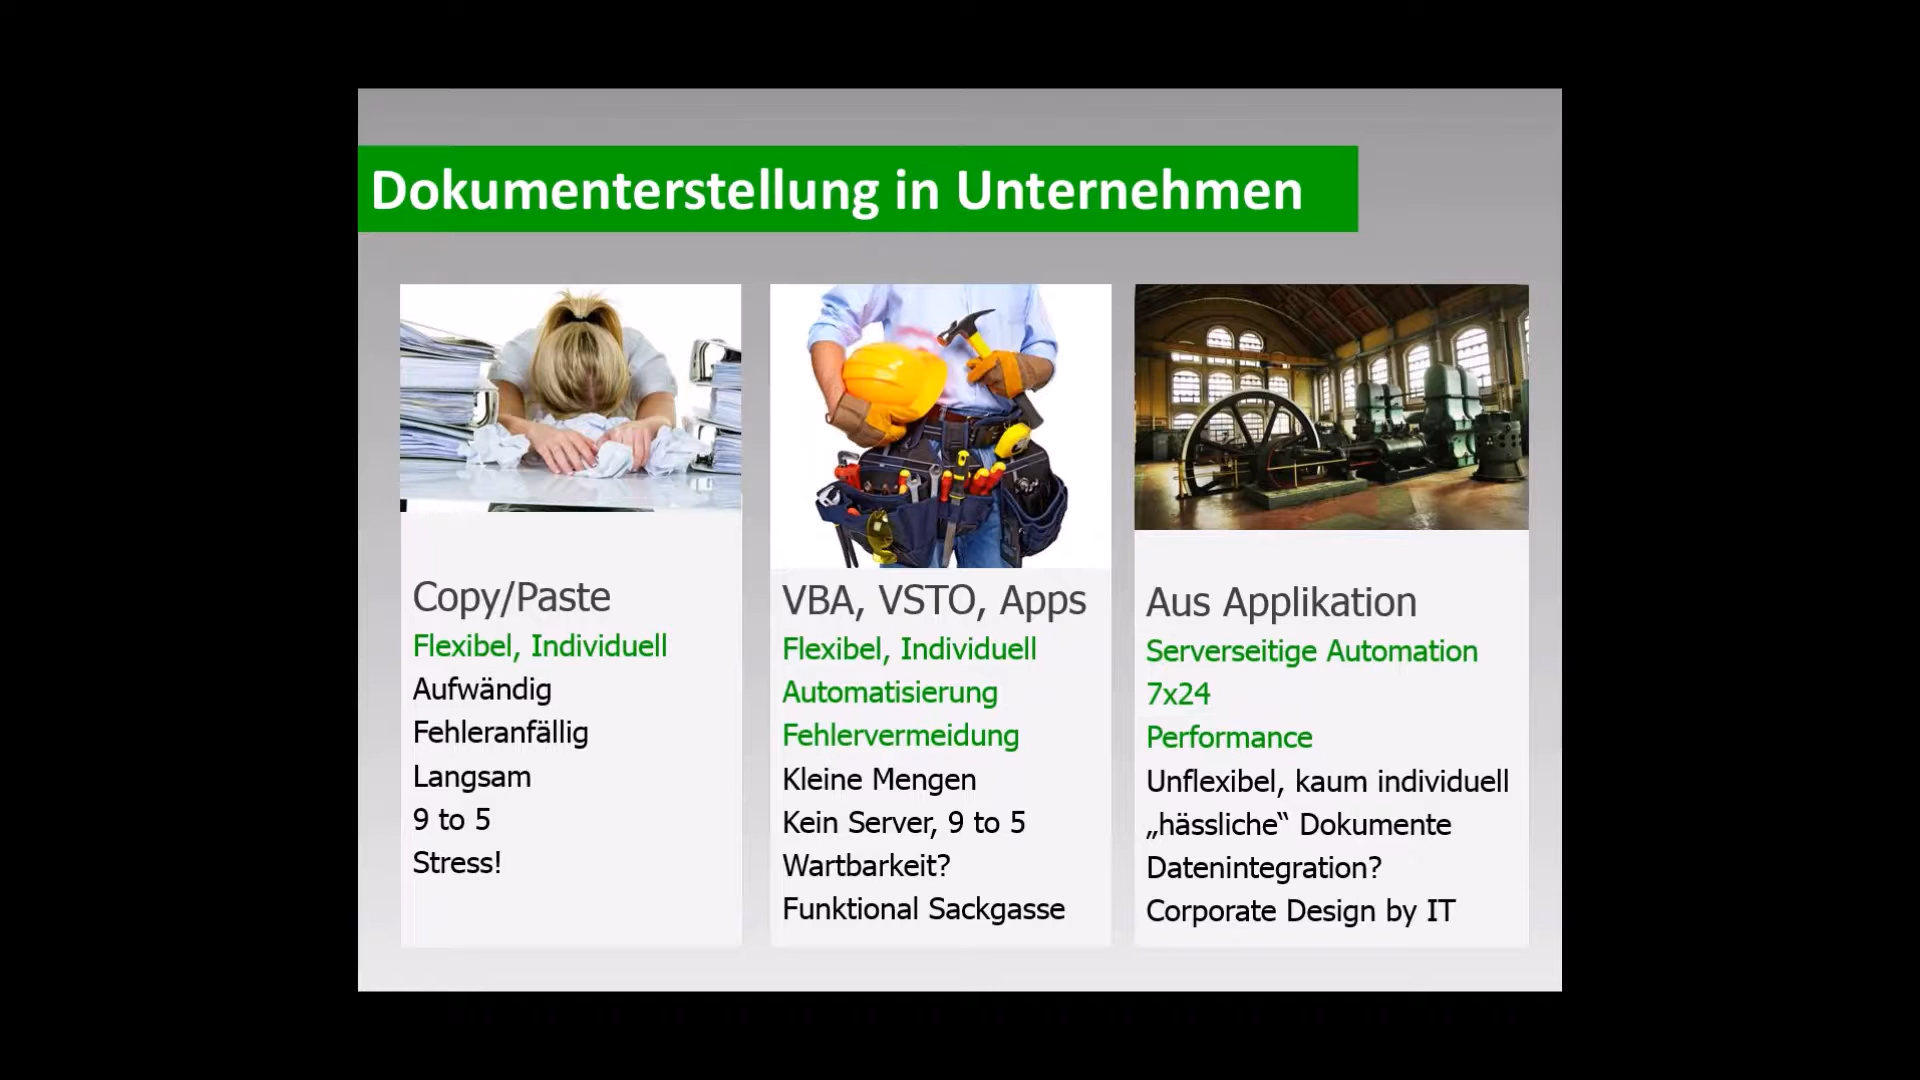 Dokumenterstellung in Unternehmen
Copy/Paste
Flexibel, Individuell
Aufwändig
Fehleranfällig
Langsam
9 to 5
Stress!
VBA, VSTO, Apps
Flexibel, Individuell
Automatisierung
Fehlervermeidung
Kleine Mengen
Kein Server, 9 to 5
Wartbarkeit?
Funktional Sackgasse
Aus Applikation
Serverseitige Automation
7x24
Performance
Unflexibel, kaum individuell
„hässliche“ Dokumente
Datenintegration?
Corporate Design by IT